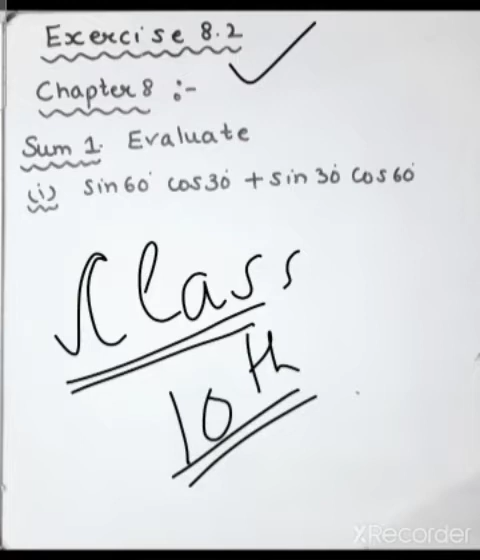 Exercise 8.2
Chapter 8 :-
Sum 1. Evaluate
(i) sin 60° cos 30° + sin 30° cos 60°
Class
10th
XRecorder